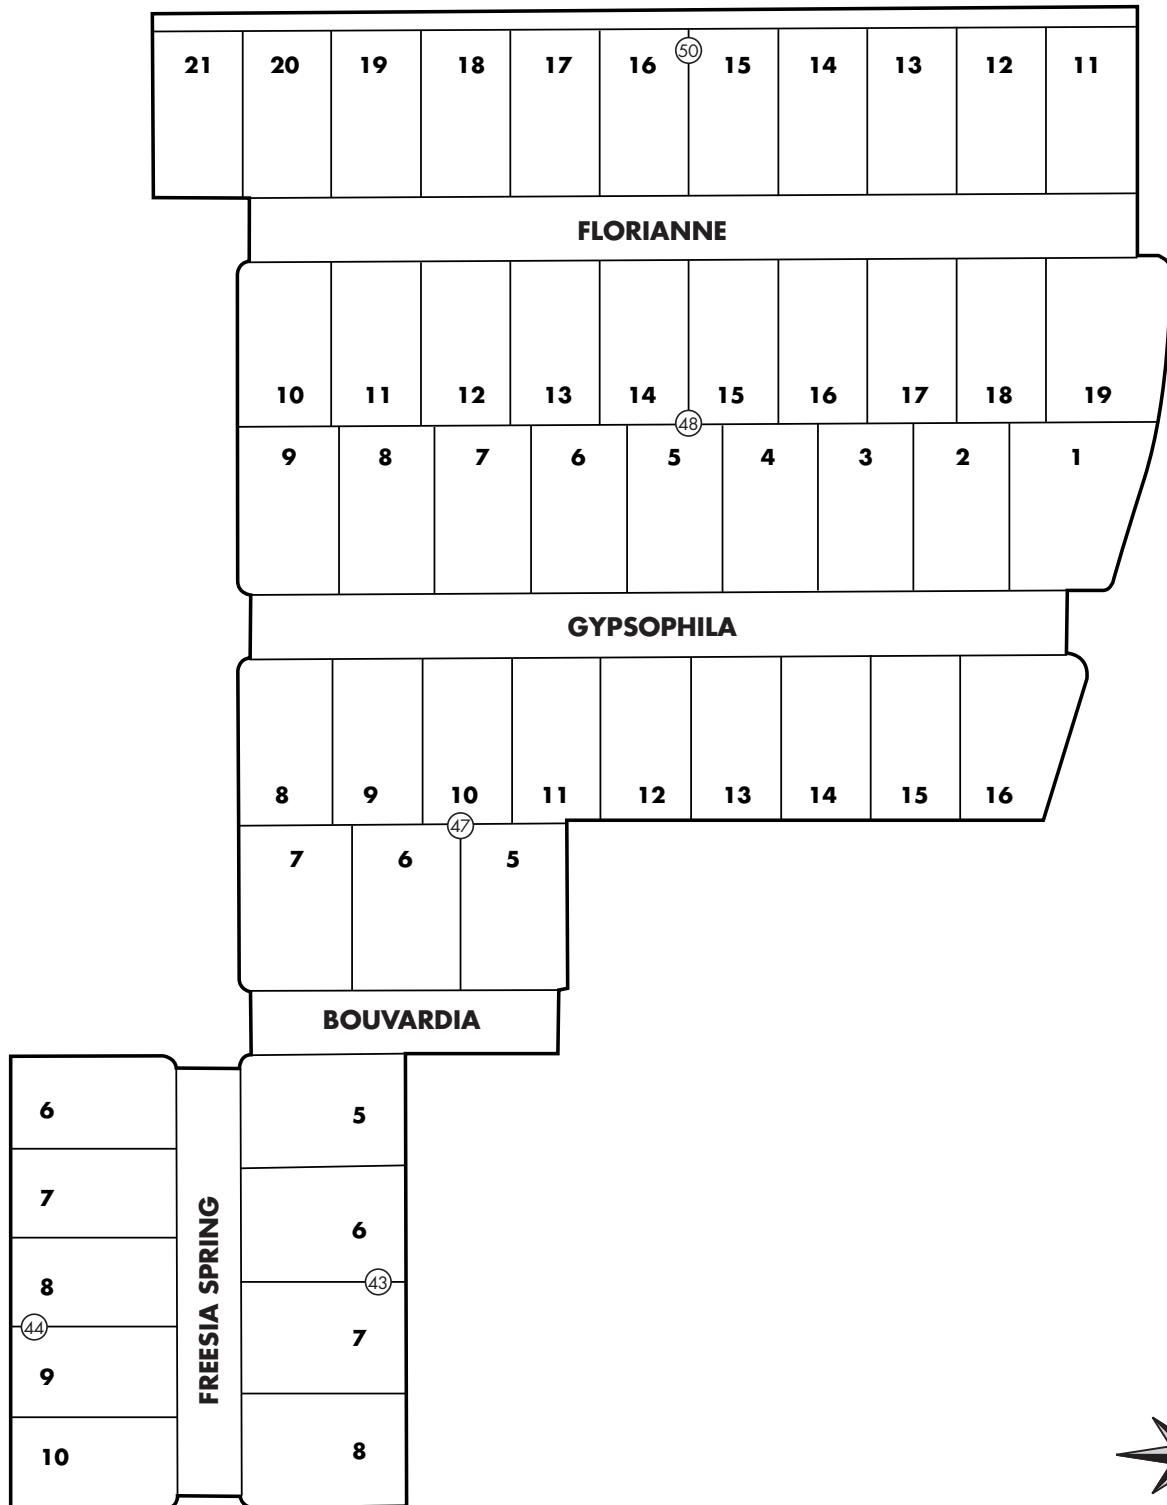 21 20 19 18 17 16 50 15 14 13 12 11
FLORIANNE
10 11 12 13 14 15 16 17 18 19
48
9 8 7 6 5 4 3 2 1
GYPSOPHILA
8 9 10 11 12 13 14 15 16
47
7 6 5
BOUVARDIA
6 5
7 6
FREESIA SPRING
8 43
44 7
9
10 8